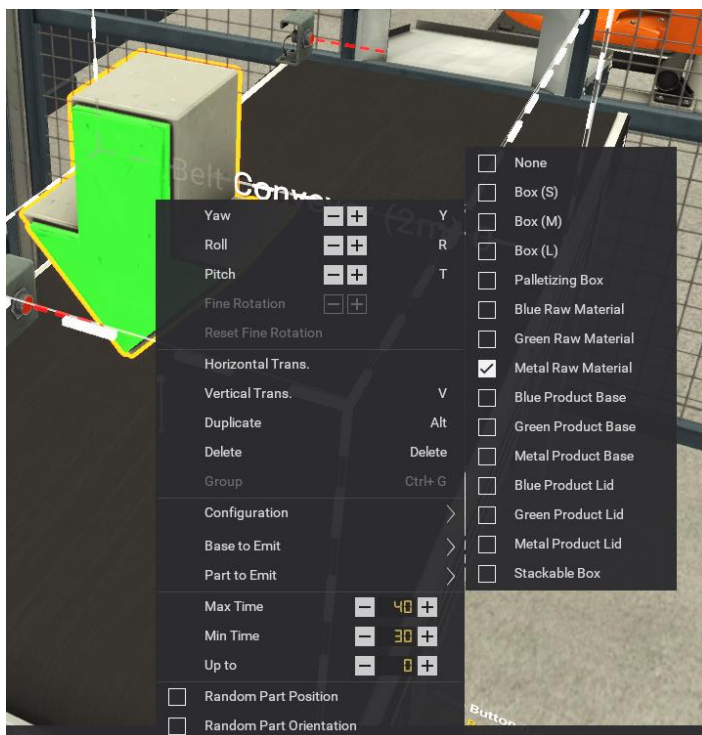 Belt Conveyor (2m)
Yaw Y
Roll R
Pitch T
Fine Rotation
Reset Fine Rotation
Horizontal Trans.
Vertical Trans. V
Duplicate Alt
Delete Delete
Group Ctrl+ G
Configuration
Base to Emit
Part to Emit
Max Time 40
Min Time 30
Up to 0
Random Part Position
Random Part Orientation
None
Box (S)
Box (M)
Box (L)
Palletizing Box
Blue Raw Material
Green Raw Material
Metal Raw Material
Blue Product Base
Green Product Base
Metal Product Base
Blue Product Lid
Green Product Lid
Metal Product Lid
Stackable Box
Button